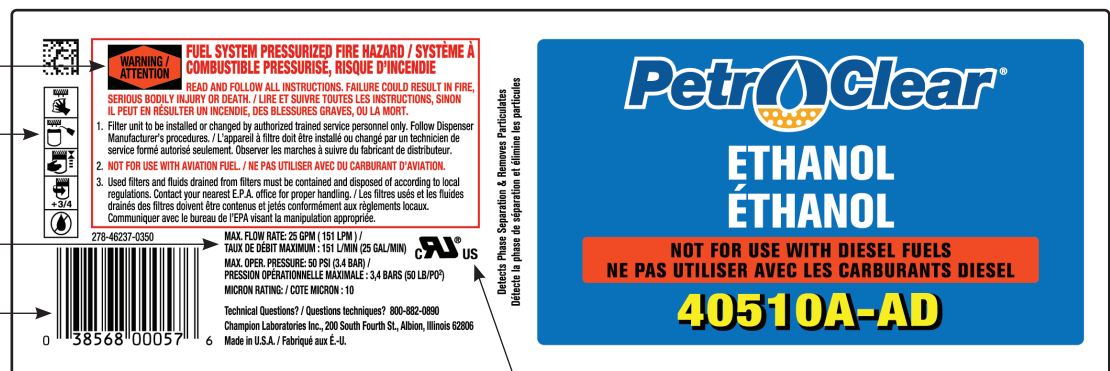 WARNING /
ATTENTION
FUEL SYSTEM PRESSURIZED FIRE HAZARD / SYSTÈME À
COMBUSTIBLE PRESSURISÉ, RISQUE D'INCENDIE
READ AND FOLLOW ALL INSTRUCTIONS. FAILURE COULD RESULT IN FIRE,
SERIOUS BODILY INJURY OR DEATH. / LIRE ET SUIVRE TOUTES LES INSTRUCTIONS, SINON
IL PEUT EN RÉSULTER UN INCENDIE, DES BLESSURES GRAVES, OU LA MORT.
1. Filter unit to be installed or changed by authorized trained service personnel only. Follow Dispenser
Manufacturer's procedures. / L'appareil à filtre doit être installé ou changé par un technicien de
service formé autorisé seulement. Observer les marches à suivre du fabricant de distributeur.
2. NOT FOR USE WITH AVIATION FUEL. / NE PAS UTILISER AVEC DU CARBURANT D'AVIATION.
3. Used filters and fluids drained from filters must be contained and disposed of according to local
regulations. Contact your nearest E.P.A. office for proper handling. / Les filtres usés et les fluides
drainés des filtres doivent être contenus et jetés conformément aux règlements locaux.
Communiquer avec le bureau de l'EPA visant la manipulation appropriée.
+3/4
278-46237-0350
0 38568 00057 6
MAX. FLOW RATE: 25 GPM ( 151 LPM ) /
TAUX DE DÉBIT MAXIMUM : 151 L/MIN (25 GAL/MIN)
MAX. OPER. PRESSURE: 50 PSI (3.4 BAR) /
PRESSION OPÉRATIONNELLE MAXIMALE : 3,4 BARS (50 LB/PO²)
MICRON RATING: / COTE MICRON : 10
C RU® US
Technical Questions? / Questions techniques? 800-882-0890
Champion Laboratories Inc., 200 South Fourth St., Albion, Illinois 62806
Made in U.S.A. / Fabriqué aux É.-U.
Detects Phase Separation & Removes Particulates
Détecte la phase de séparation et élimine les particules
PetroClear®
ETHANOL
ÉTHANOL
NOT FOR USE WITH DIESEL FUELS
NE PAS UTILISER AVEC LES CARBURANTS DIESEL
40510A-AD